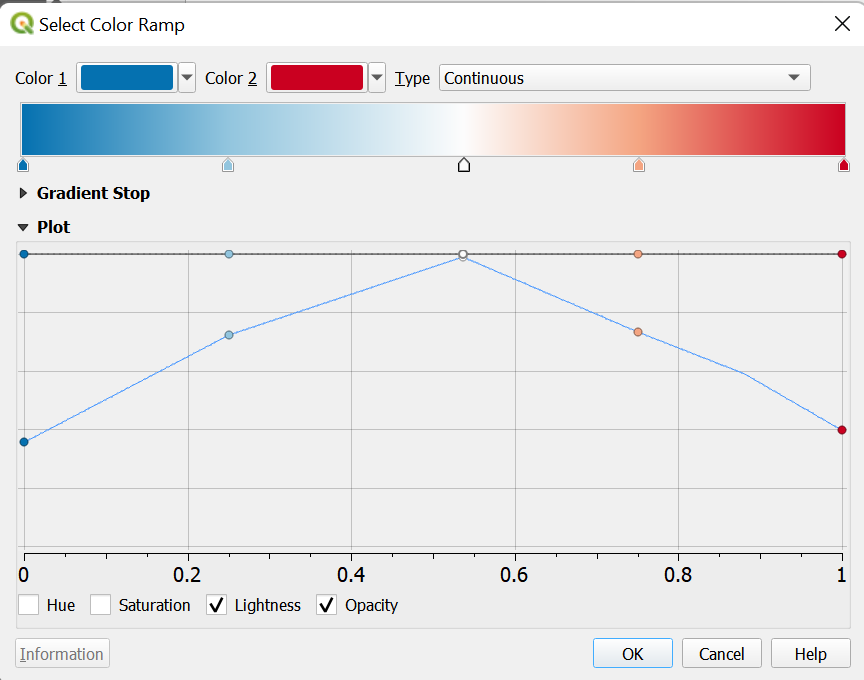 Select Color Ramp
Color 1 Color 2 Type Continuous
Gradient Stop
Plot
0 0.2 0.4 0.6 0.8 1
Hue Saturation Lightness Opacity
Information OK Cancel Help